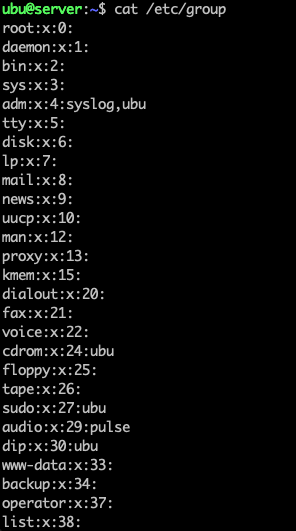 ubu@server:~$ cat /etc/group
root:x:0:
daemon:x:1:
bin:x:2:
sys:x:3:
adm:x:4:syslog,ubu
tty:x:5:
disk:x:6:
lp:x:7:
mail:x:8:
news:x:9:
uucp:x:10:
man:x:12:
proxy:x:13:
kmem:x:15:
dialout:x:20:
fax:x:21:
voice:x:22:
cdrom:x:24:ubu
floppy:x:25:
tape:x:26:
sudo:x:27:ubu
audio:x:29:pulse
dip:x:30:ubu
www-data:x:33:
backup:x:34:
operator:x:37:
list:x:38: